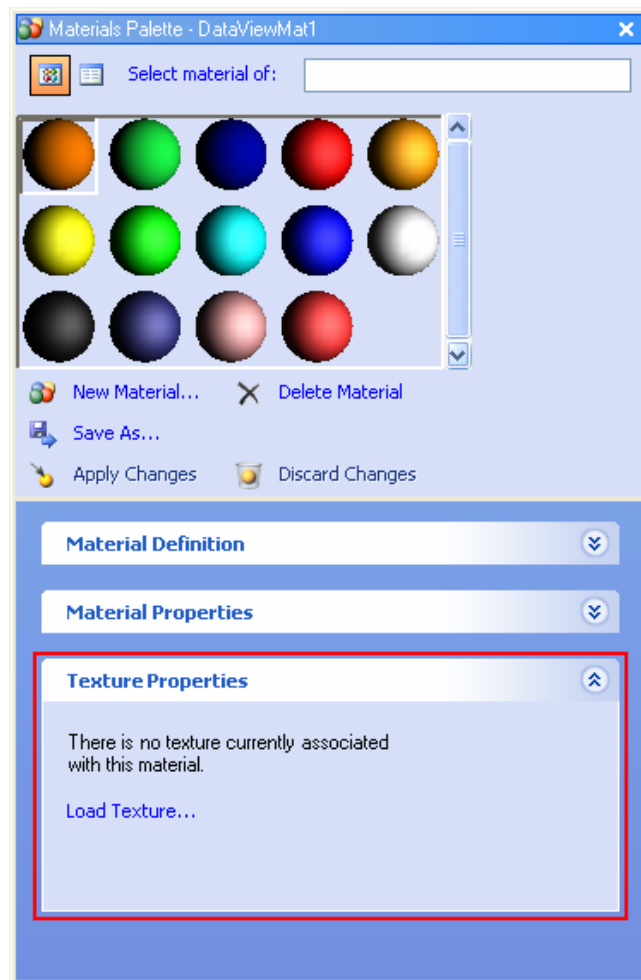 Materials Palette - DataViewMat1
Select material of:
New Material... Delete Material
Save As...
Apply Changes Discard Changes
Material Definition
Material Properties
Texture Properties
There is no texture currently associated
with this material.
Load Texture...